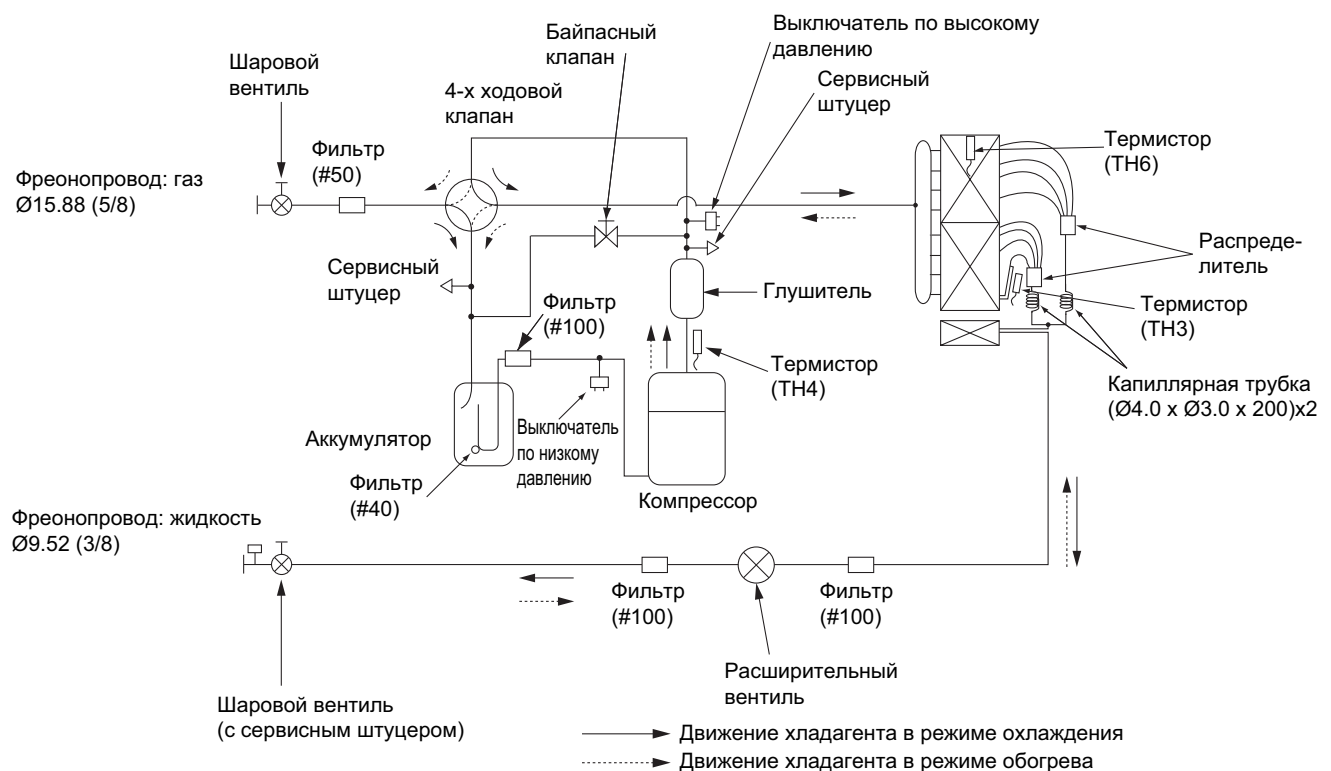 Выключатель по высокому
давлению
Байпасный
клапан
Шаровой
вентиль
Сервисный
штуцер
4-х ходовой
клапан
Термистор
(TH6)
Фильтр
(#50)
Фреонопровод: газ
Ø15.88 (5/8)
Распреде-
литель
Сервисный
штуцер
Глушитель
Фильтр
(#100)
Термистор
(TH3)
Термистор
(TH4)
Капиллярная трубка
(Ø4.0 x Ø3.0 x 200)x2
Аккумулятор
Выключатель
по низкому
давлению
Фильтр
(#40)
Компрессор
Фреонопровод: жидкость
Ø9.52 (3/8)
Фильтр
(#100)
Фильтр
(#100)
Расширительный
вентиль
Шаровой вентиль
(с сервисным штуцером)
Движение хладагента в режиме охлаждения
Движение хладагента в режиме обогрева